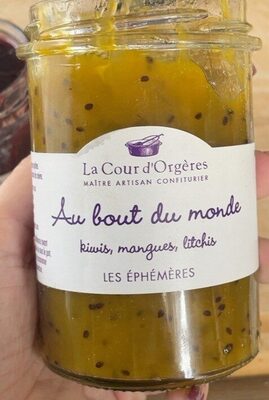 La Cour d'Orgères
MAÎTRE ARTISAN CONFITURIER
Au bout du monde
kiwis, mangues, litchis
LES ÉPHÉMÈRES